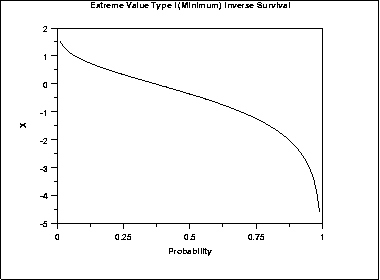 Extreme Value Type I(Minimum) Inverse Survival
2
1
0
-1
-2
-3
-4
-5
X
0 0.25 0.5 0.75 1
Probability